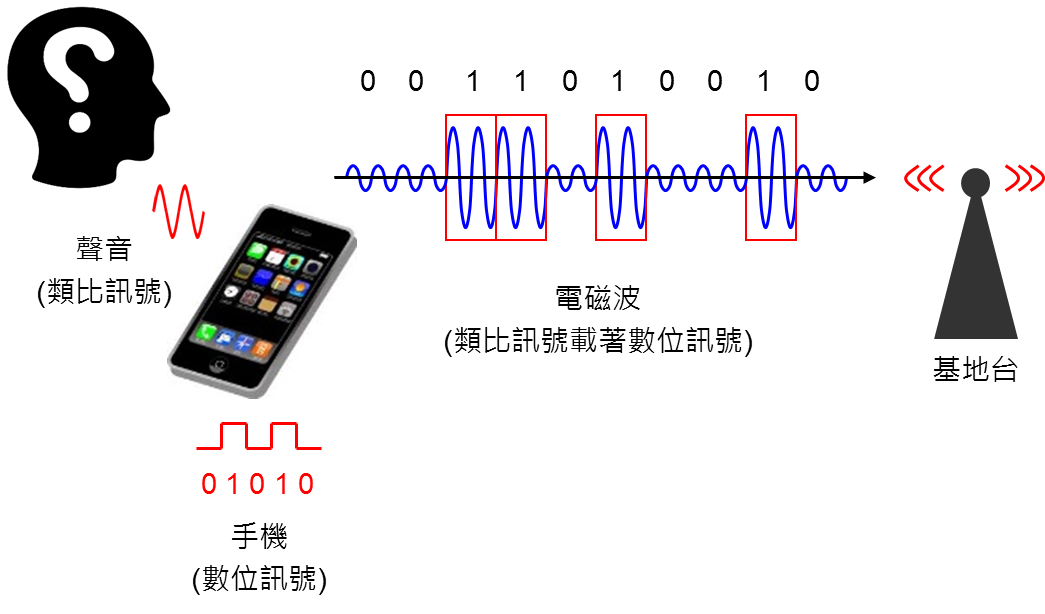 0 0 1 1 0 1 0 0 1 0
聲音
(類比訊號)
電磁波
(類比訊號載著數位訊號)
基地台
0 1 0 1 0
手機
(數位訊號)